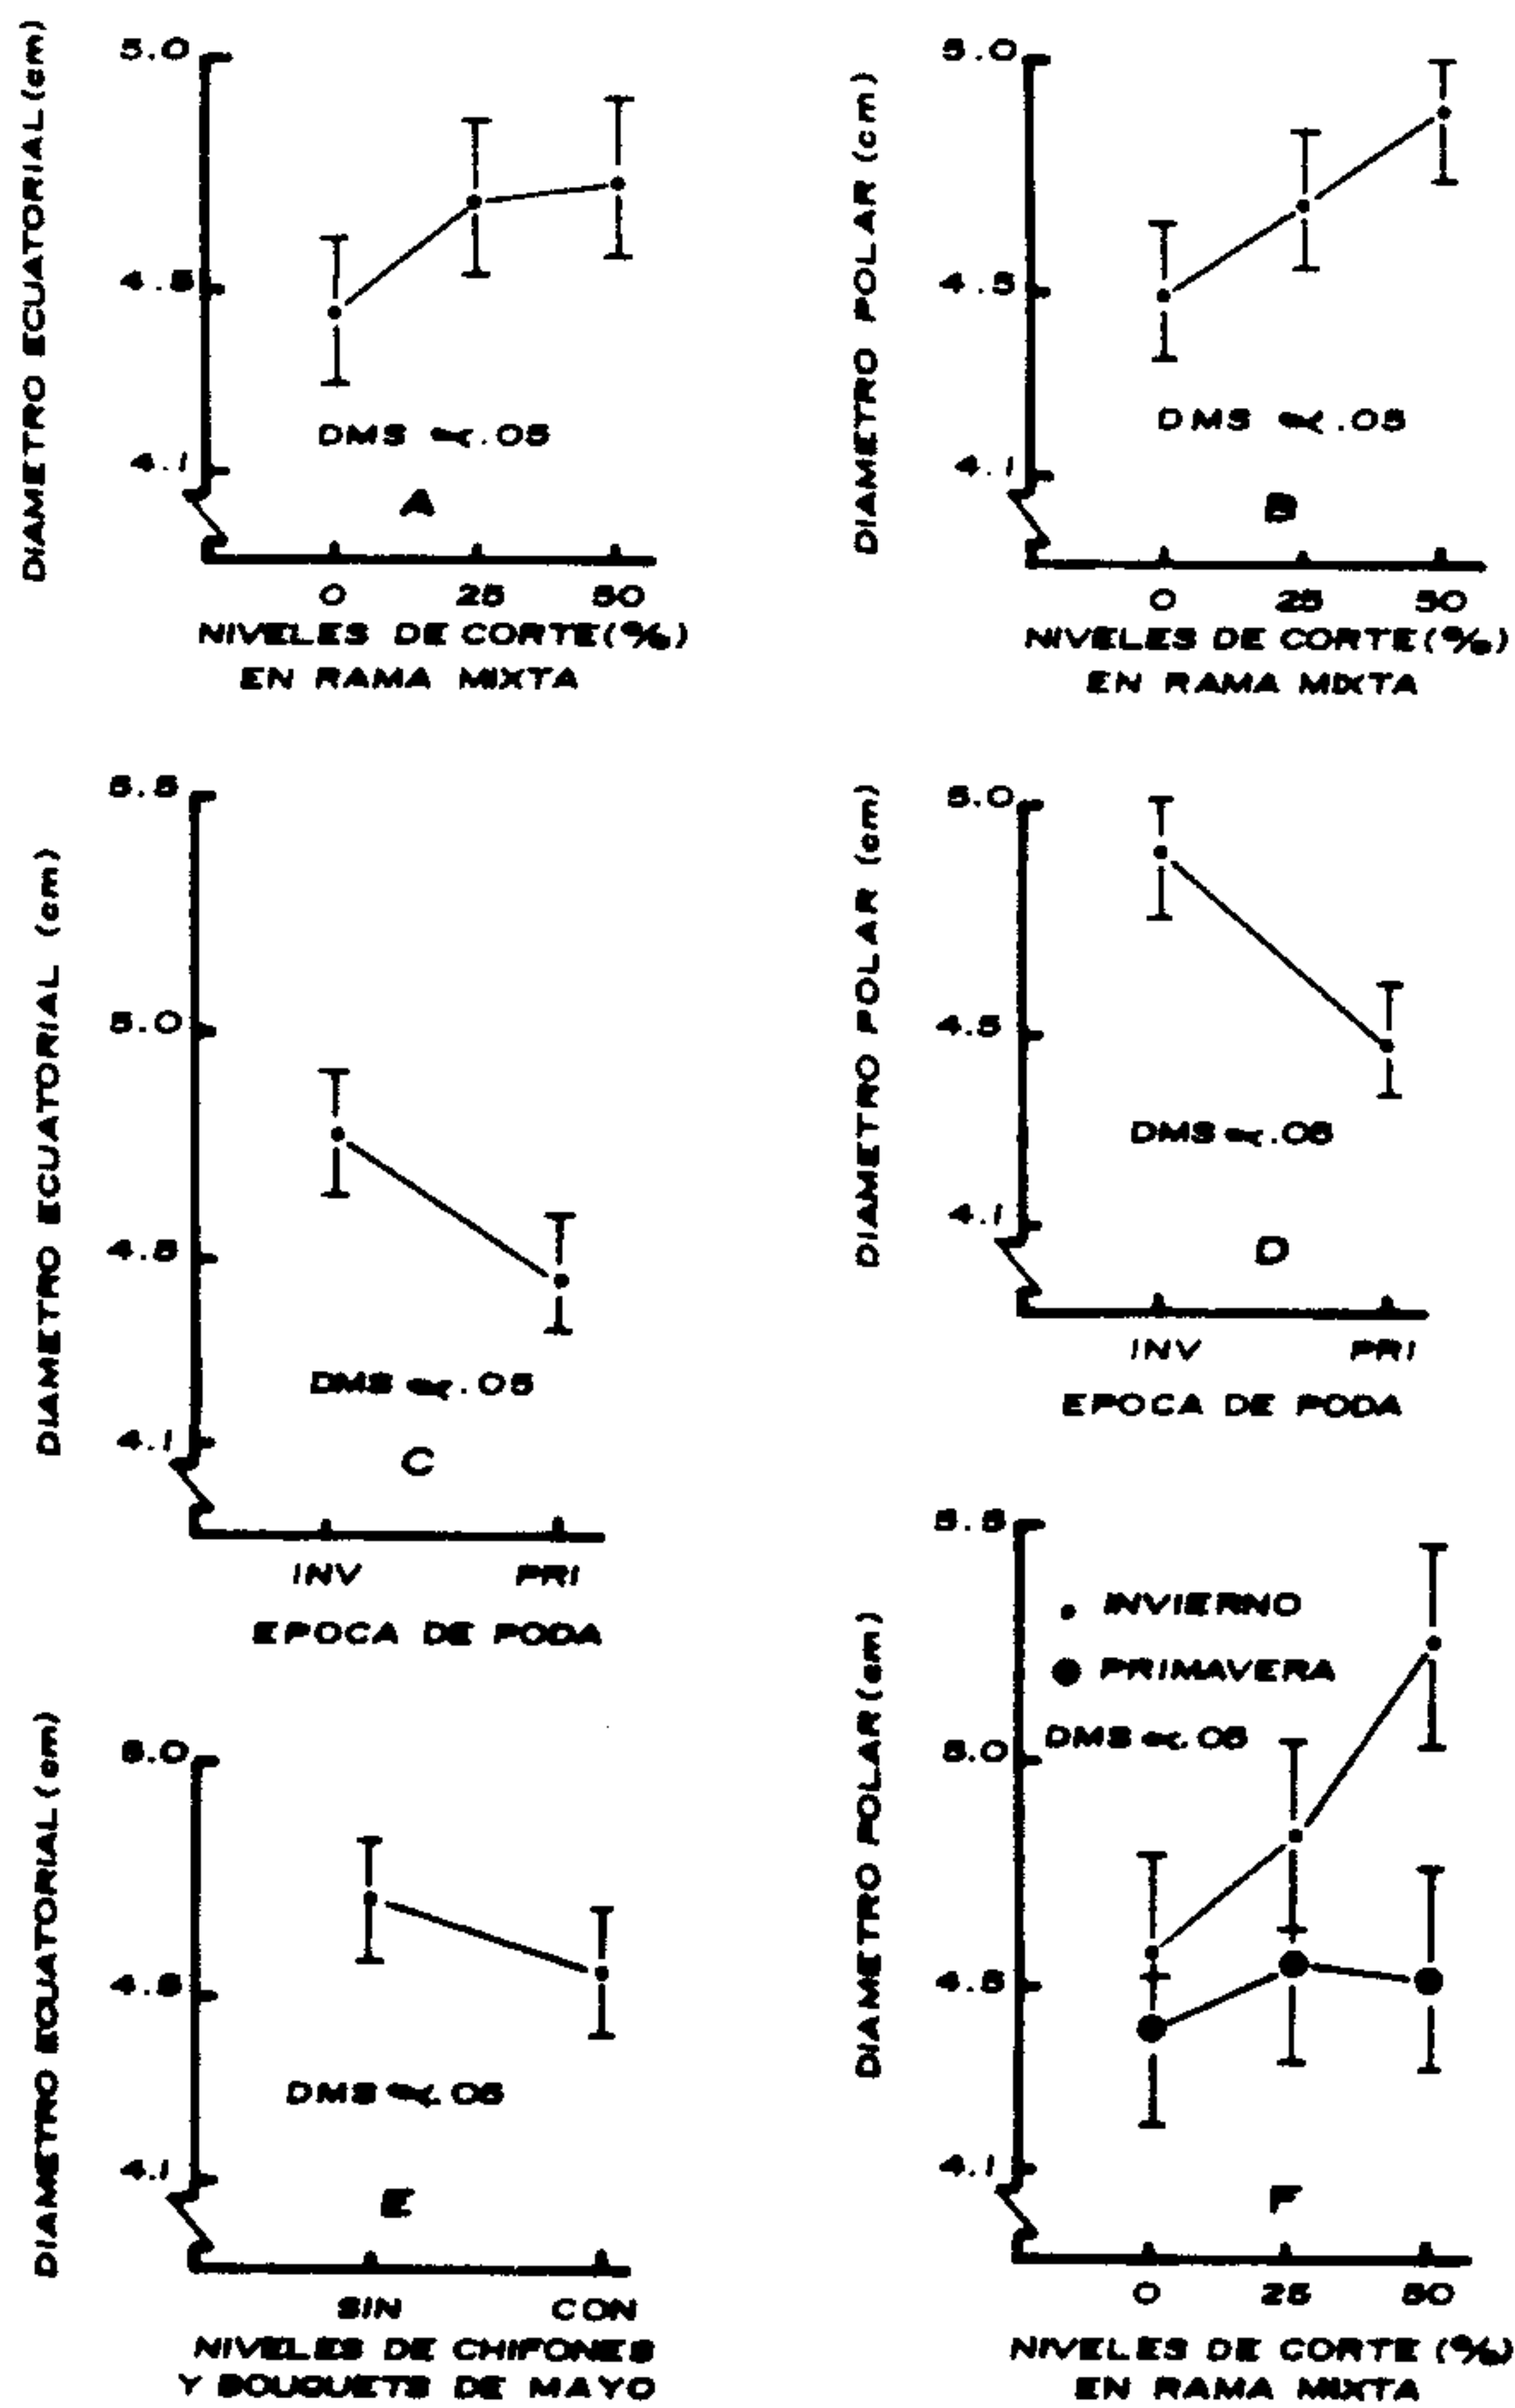 DIAMETRO ECUATORIAL (cm)
5.0
4.5
4.1
DMS α .05
A
0 25 50
NIVELES DE CORTE (%)
EN RAMA MIXTA
DIAMETRO POLAR (cm)
5.0
4.5
4.1
DMS α .05
B
0 25 50
NIVELES DE CORTE (%)
EN RAMA MIXTA
DIAMETRO ECUATORIAL (cm)
5.5
5.0
4.5
4.1
DMS α .05
C
INV PRI
EPOCA DE PODA
DIAMETRO POLAR (cm)
5.0
4.5
4.1
DMS α .05
D
INV PRI
EPOCA DE PODA
DIAMETRO ECUATORIAL (cm)
5.0
4.5
4.1
DMS α .05
E
SIN CON
NIVELES DE CHIFONES
Y BOUQUETS DE MAYO
DIAMETRO POLAR (cm)
5.5
5.0
4.5
4.1
INVIERNO
PRIMAVERA
DMS α .05
F
0 25 50
NIVELES DE CORTE (%)
EN RAMA MIXTA